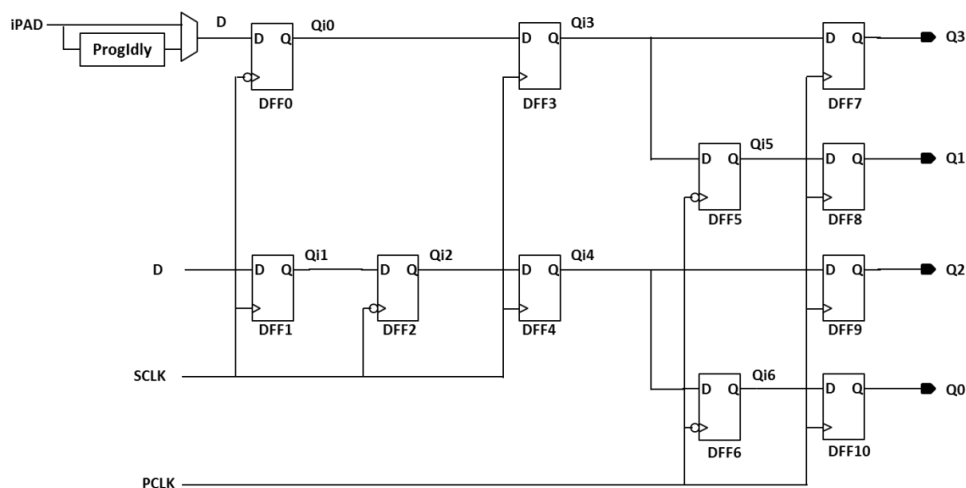 iPAD
ProgIdly
D
D Q
DFF0
Qi0
D Q
DFF3
Qi3
D Q
DFF7
Q3
D Q
DFF5
Qi5
D Q
DFF8
Q1
D
D Q
DFF1
Qi1
D Q
DFF2
Qi2
D Q
DFF4
Qi4
D Q
DFF9
Q2
SCLK
D Q
DFF6
Qi6
D Q
DFF10
Q0
PCLK